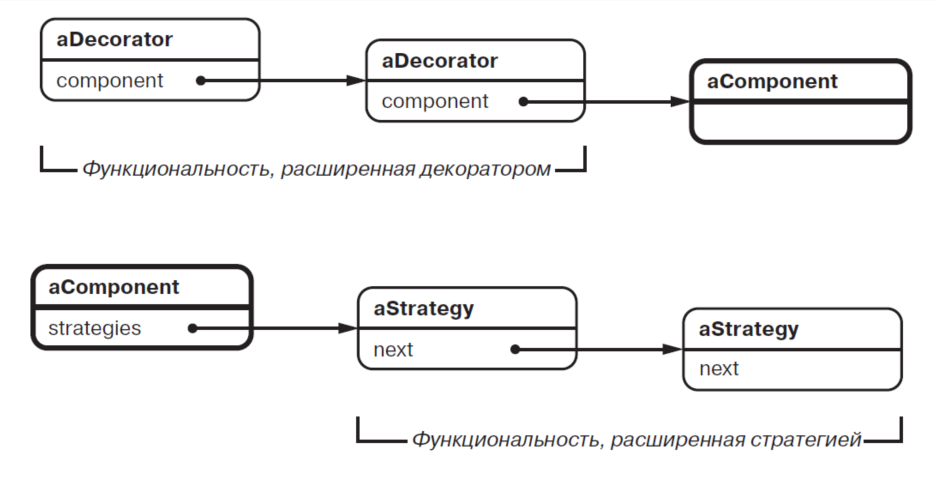 aDecorator
component
aDecorator
component
aComponent
Функциональность, расширенная декоратором
aComponent
strategies
aStrategy
next
aStrategy
next
Функциональность, расширенная стратегией